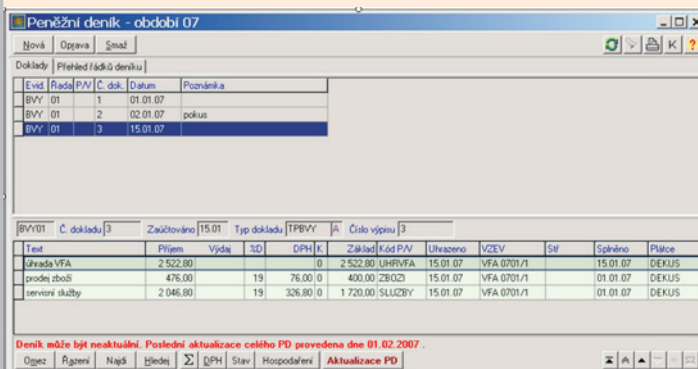 Peněžní deník - období 07
Nová Oprava Smaž K ?
Doklady Přehled řádků deníku
Evid. Řada P/V Č. dok. Datum Poznámka
BVY 01 1 01.01.07
BVY 01 2 02.01.07 pokus
BVY 01 3 15.01.07
BVY01 Č. dokladu 3 Zaúčtováno 15.01 Typ dokladu TPBVY A Číslo výpisu 3
Text Příjem Výdaj %D DPH K Základ Kód P/V Uhrazeno VZEV Stř Splněno Plátce
úhrada VFA 2 522,80 0 2 522,80 UHRVFA 15.01.07 VFA 0701/1 15.01.07 DEKUS
prodej zboží 476,00 19 76,00 0 400,00 ZBOZI 15.01.07 VFA 0701/1 01.01.07 DEKUS
servisní služby 2 046,80 19 326,80 0 1 720,00 SLUZBY 15.01.07 VFA 0701/1 01.01.07 DEKUS
Deník může být neaktuální. Poslední aktualizace celého PD provedena dne 01.02.2007 .
Omez Řazení Najdi Hledej Σ DPH Stav Hospodaření Aktualizace PD